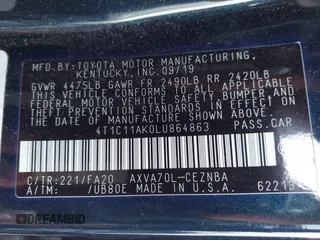 MFD.BY:TOYOTA MOTOR MANUFACTURING,
KENTUCKY,INC.09/19
GVWR 4475LB GAWR FR 2490LB RR 2420LB
THIS VEHICLE CONFORMS TO ALL APPLICABLE
FEDERAL MOTOR VEHICLE SAFETY,BUMPER,AND
THEFT PREVENTION STANDARDS IN EFFECT ON
THE DATE OF MANUFACTURE SHOWN ABOVE.
4T1C11AK0LU864863 PASS.CAR
C/TR:221/FA20 AXVA70L-CEZNBA
A/TM: /UB80E MADE IN U.S.A. 62213
DREAMBID